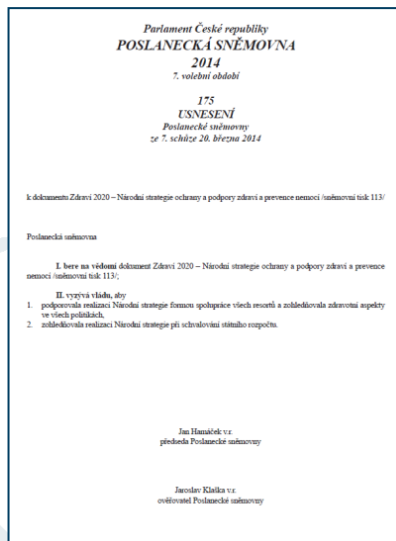 Parlament České republiky
POSLANECKÁ SNĚMOVNA
2014
7. volební období
175
USNESENÍ
Poslanecké sněmovny
ze 7. schůze 20. března 2014
k dokumentu Zdraví 2020 – Národní strategie ochrany a podpory zdraví a prevence nemocí /sněmovní tisk 113/
Poslanecká sněmovna
I. bere na vědomí dokument Zdraví 2020 – Národní strategie ochrany a podpory zdraví a prevence
nemocí /sněmovní tisk 113/;
II. vyzývá vládu, aby
1. podporovala realizaci Národní strategie formou spolupráce všech resortů a zohledňovala zdravotní aspekty
ve všech politikách,
2. zohledňovala realizaci Národní strategie při schvalování státního rozpočtu.
Jan Hamáček v.r.
předseda Poslanecké sněmovny
Jaroslav Klaška v.r.
ověřovatel Poslanecké sněmovny